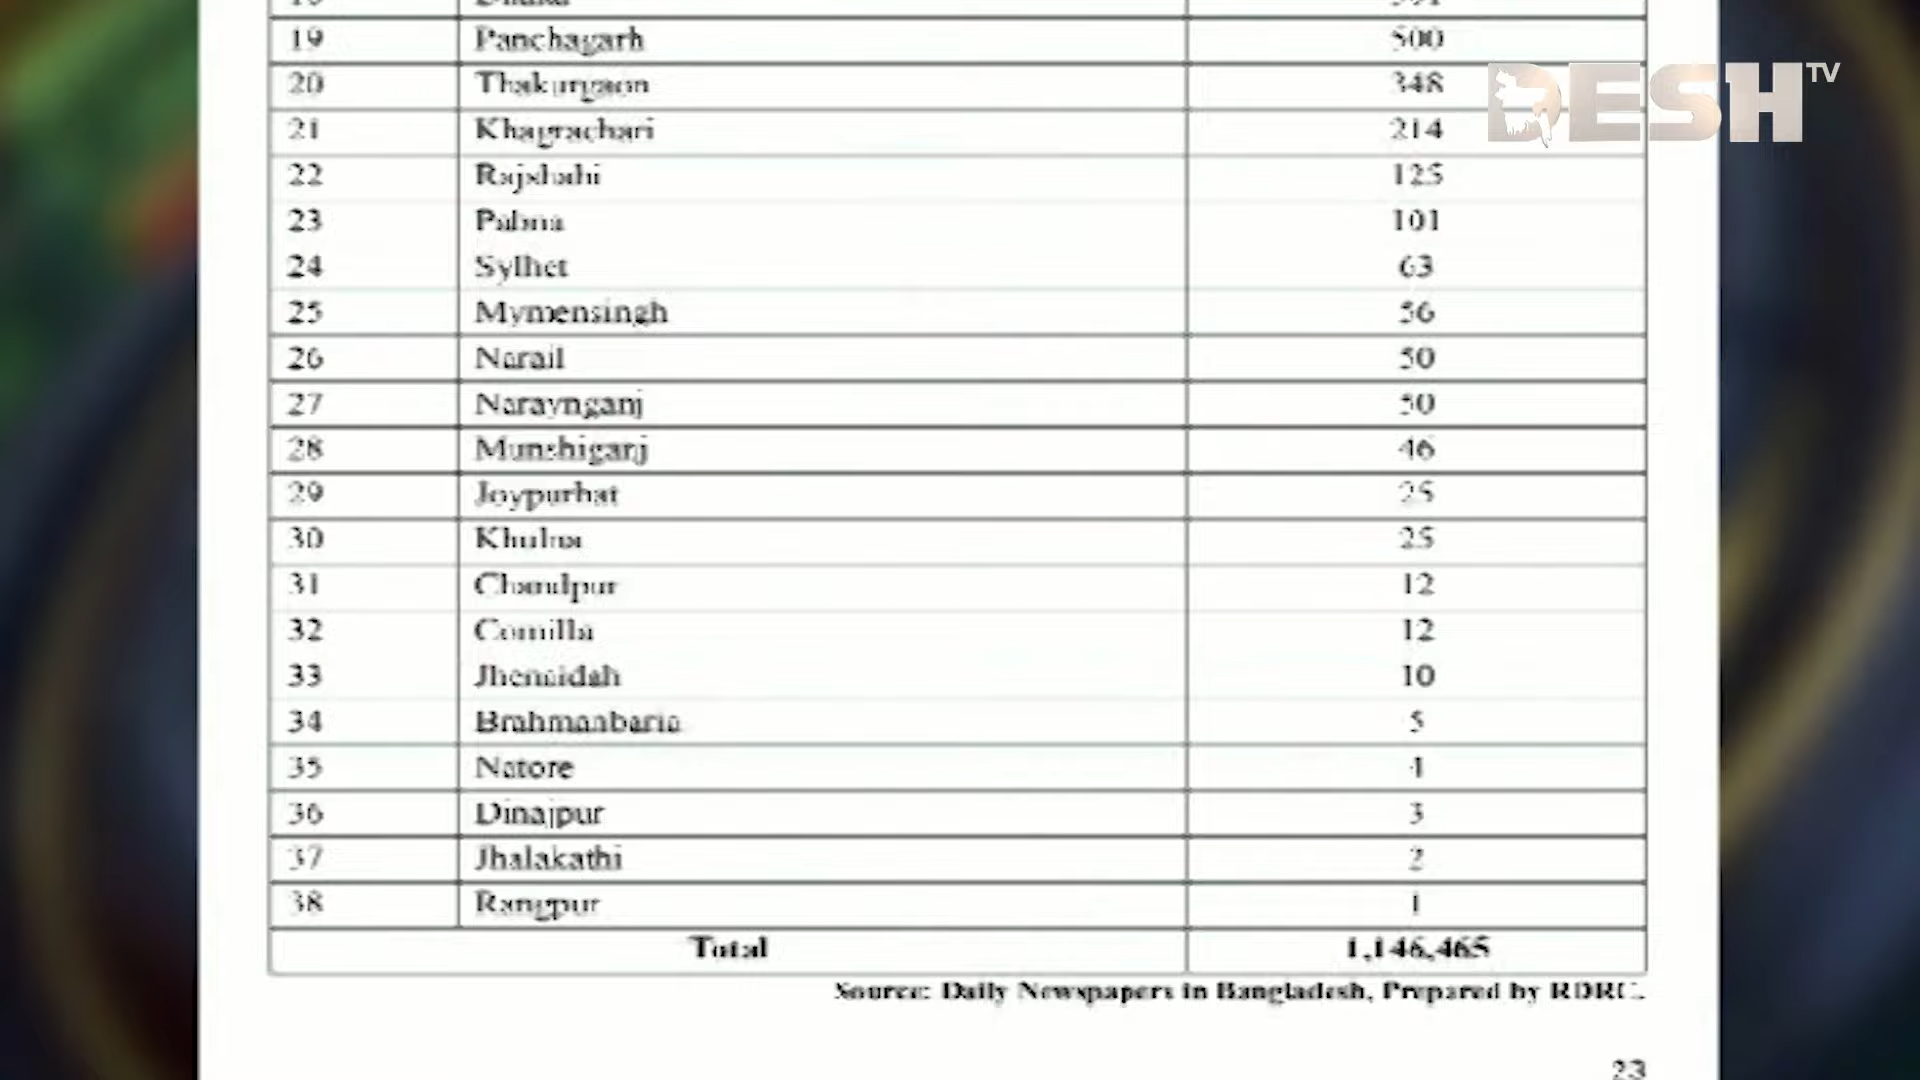 19 Panchagarh 500
20 Thakurgaon 348
21 Khagrachari 214
22 Rajshahi 125
23 Pabna 101
24 Sylhet 63
25 Mymensingh 56
26 Narail 50
27 Naraynganj 50
28 Munshiganj 46
29 Joypurhat 25
30 Khulna 25
31 Chandpur 12
32 Comilla 12
33 Jhenaidah 10
34 Brahmanbaria 5
35 Natore 4
36 Dinajpur 3
37 Jhalakathi 2
38 Rangpur 1
Total 1,146,465
Source: Daily Newspapers in Bangladesh, Prepared by RDRC.
23
DESH TV